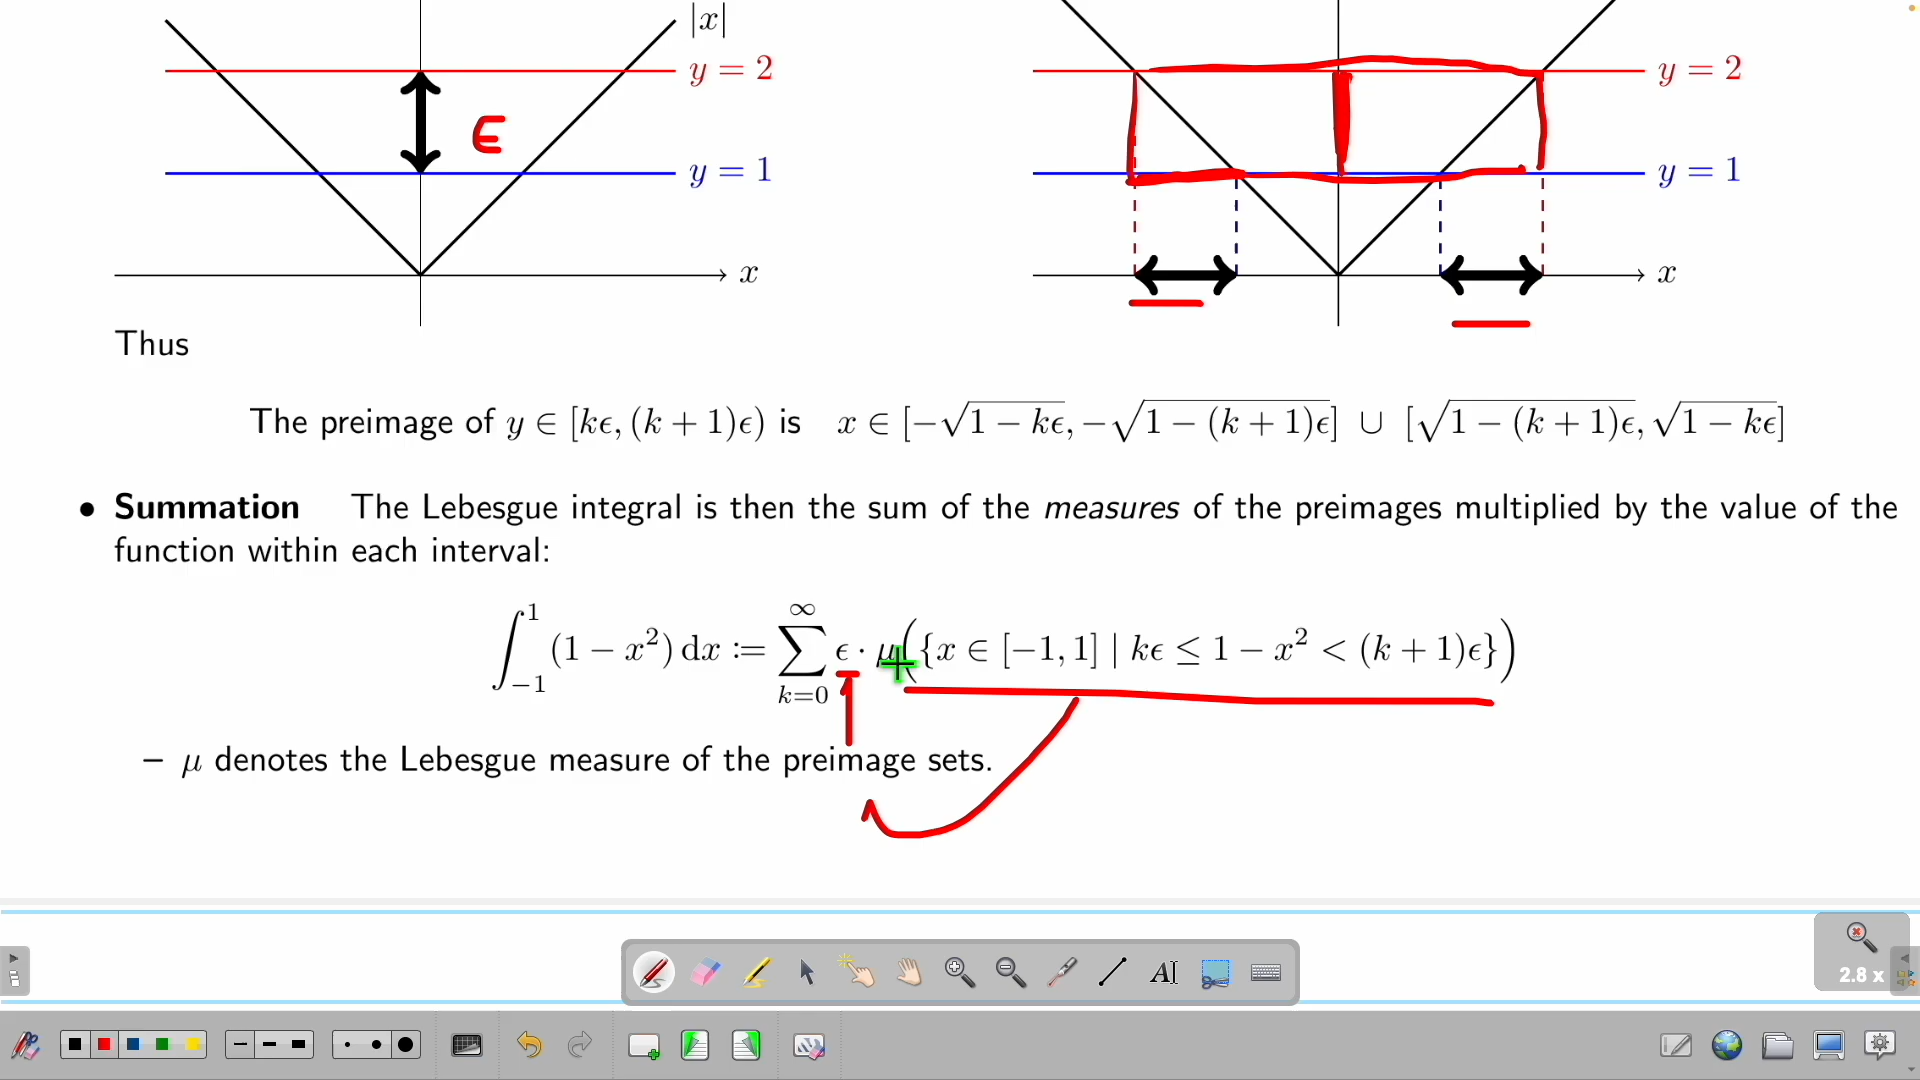 |x|
y = 2
ϵ
y = 1
x
y = 2
y = 1
x
Thus
The preimage of y ∈ [kϵ, (k + 1)ϵ) is x ∈ [−√(1 − kϵ), −√(1 − (k + 1)ϵ)] ∪ [√(1 − (k + 1)ϵ), √(1 − kϵ)]
• Summation The Lebesgue integral is then the sum of the measures of the preimages multiplied by the value of the
function within each interval:
∫_{−1}^{1} (1 − x²) dx := ∑_{k=0}^{∞} ϵ · μ({x ∈ [−1, 1] | kϵ ≤ 1 − x² < (k + 1)ϵ})
– μ denotes the Lebesgue measure of the preimage sets.
AI
2.8 x